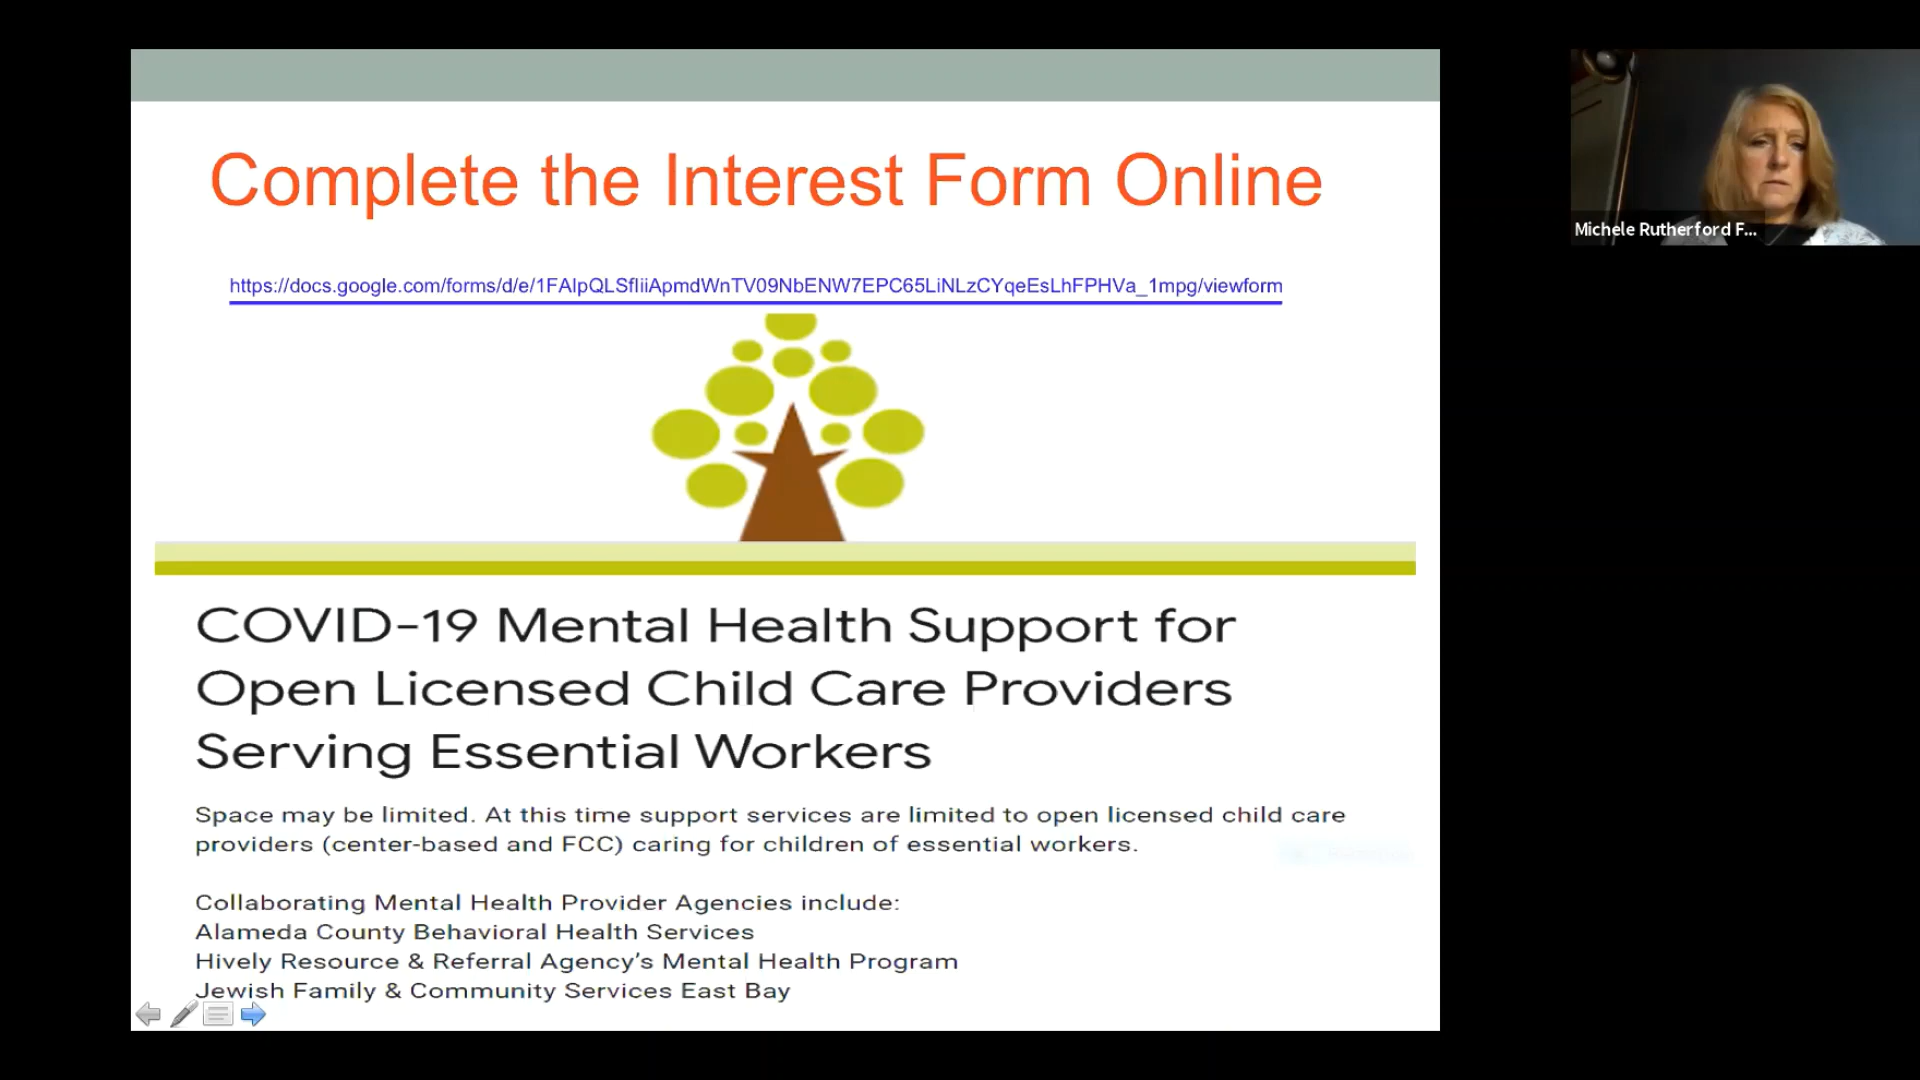 Complete the Interest Form Online
https://docs.google.com/forms/d/e/1FAIpQLSfIiiApmdWnTV09NbENW7EPC65LiNLzCYqeEsLhFPHVa_1mpg/viewform
COVID-19 Mental Health Support for
Open Licensed Child Care Providers
Serving Essential Workers
Space may be limited. At this time support services are limited to open licensed child care
providers (center-based and FCC) caring for children of essential workers.
Collaborating Mental Health Provider Agencies include:
Alameda County Behavioral Health Services
Hively Resource & Referral Agency's Mental Health Program
Jewish Family & Community Services East Bay
Michele Rutherford F...